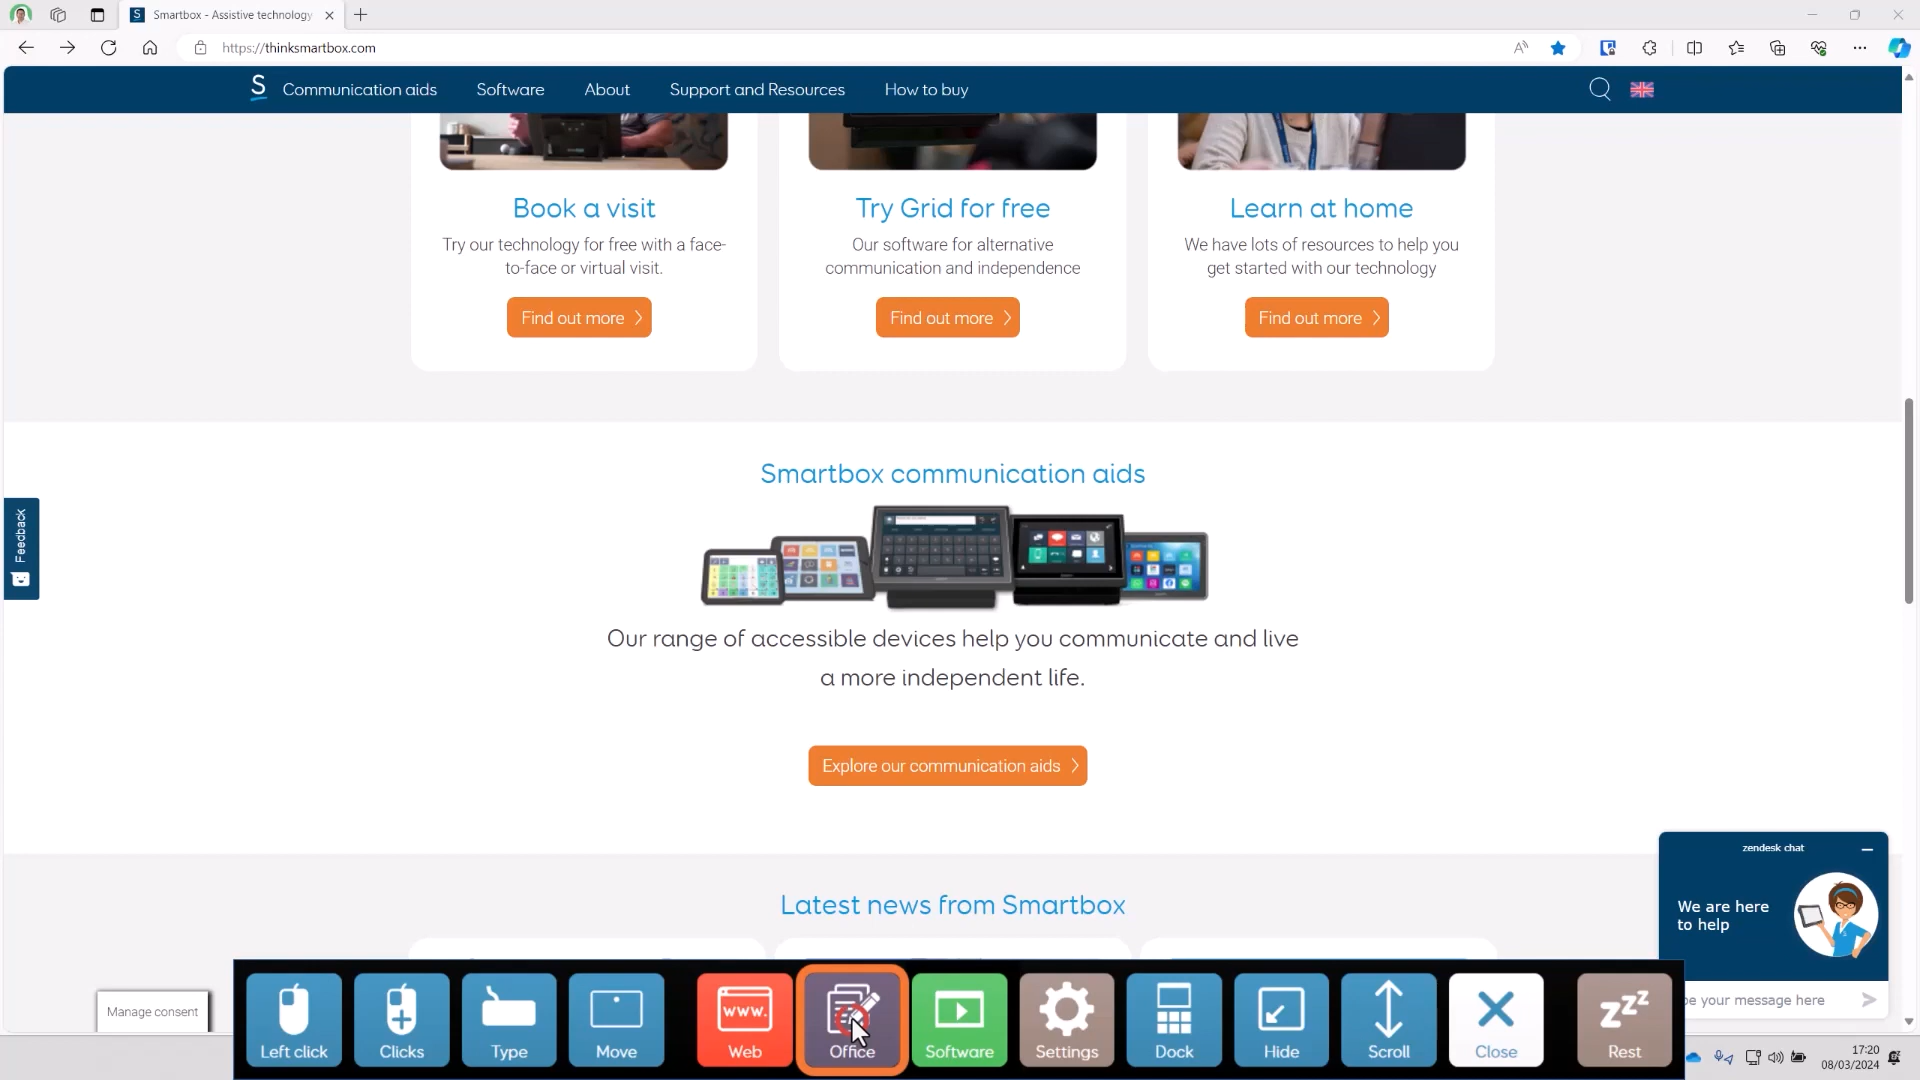 Smartbox - Assistive technology
https://thinksmartbox.com
S Communication aids Software About Support and Resources How to buy
Book a visit
Try our technology for free with a face-
to-face or virtual visit.
Find out more
Try Grid for free
Our software for alternative
communication and independence
Find out more
Learn at home
We have lots of resources to help you
get started with our technology
Find out more
Smartbox communication aids
Our range of accessible devices help you communicate and live
a more independent life.
Explore our communication aids
Feedback
Latest news from Smartbox
zendesk chat
We are here
to help
pe your message here
Manage consent
www.
zzz
Left click Clicks Type Move Web Office Software Settings Dock Hide Scroll Close Rest
17:20
08/03/2024